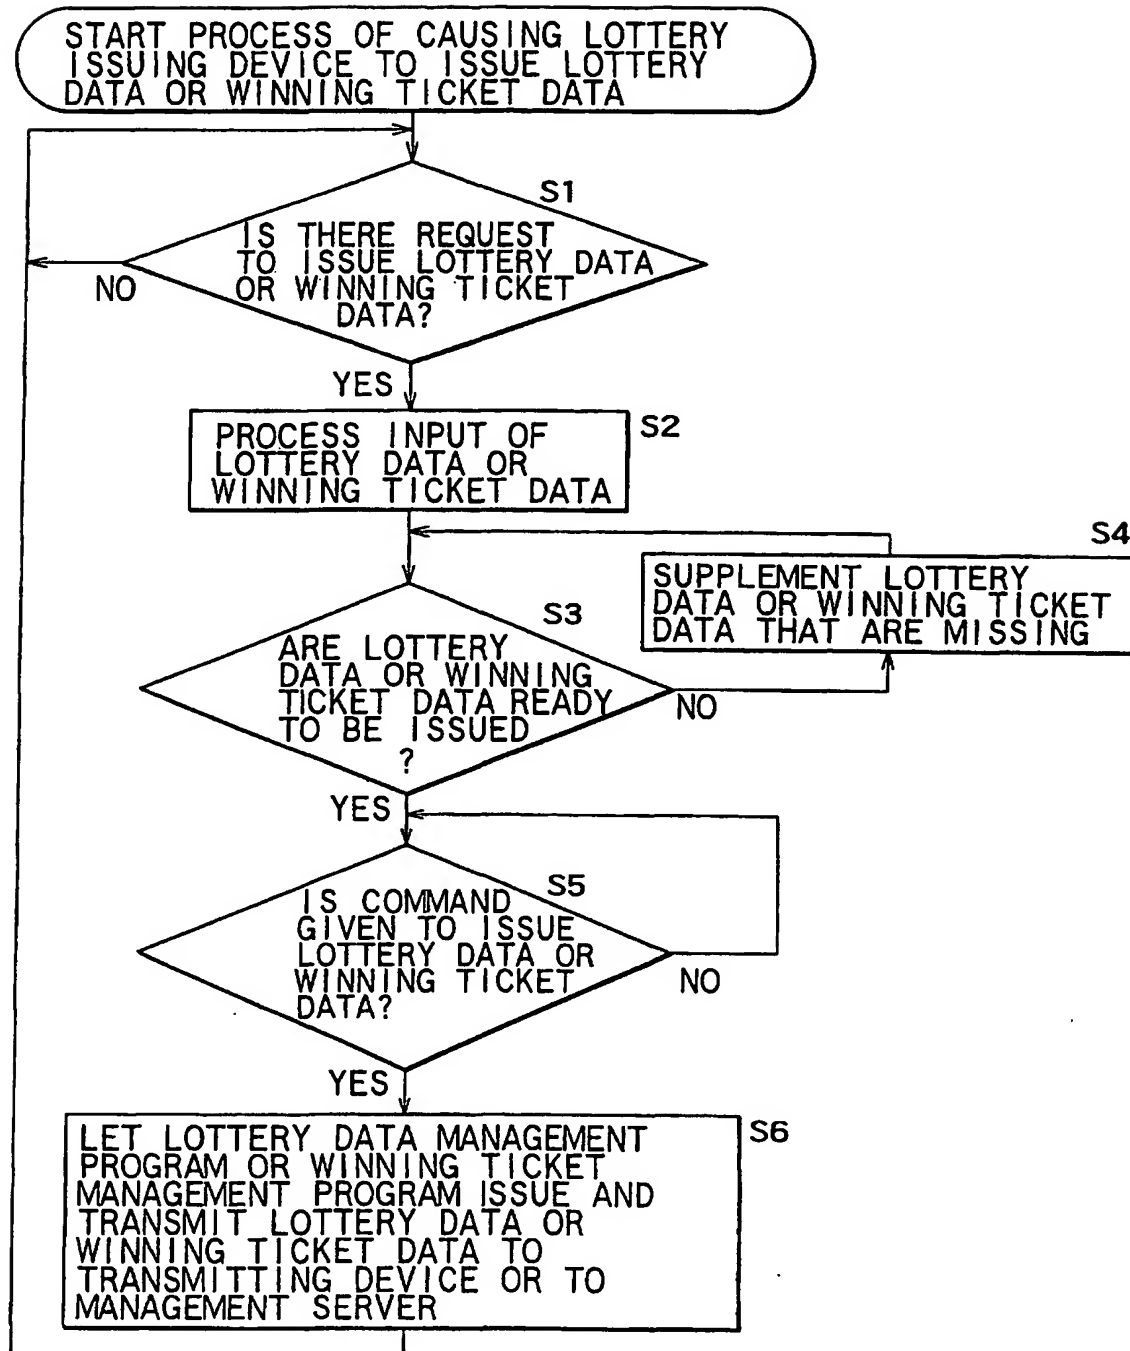 START PROCESS OF CAUSING LOTTERY
ISSUING DEVICE TO ISSUE LOTTERY
DATA OR WINNING TICKET DATA
S1
IS THERE REQUEST
TO ISSUE LOTTERY DATA
OR WINNING TICKET
DATA?
NO
YES
S2
PROCESS INPUT OF
LOTTERY DATA OR
WINNING TICKET DATA
S4
SUPPLEMENT LOTTERY
DATA OR WINNING TICKET
DATA THAT ARE MISSING
S3
ARE LOTTERY
DATA OR WINNING
TICKET DATA READY
TO BE ISSUED
?
NO
YES
S5
IS COMMAND
GIVEN TO ISSUE
LOTTERY DATA OR
WINNING TICKET
DATA?
NO
YES
S6
LET LOTTERY DATA MANAGEMENT
PROGRAM OR WINNING TICKET
MANAGEMENT PROGRAM ISSUE AND
TRANSMIT LOTTERY DATA OR
WINNING TICKET DATA TO
TRANSMITTING DEVICE OR TO
MANAGEMENT SERVER